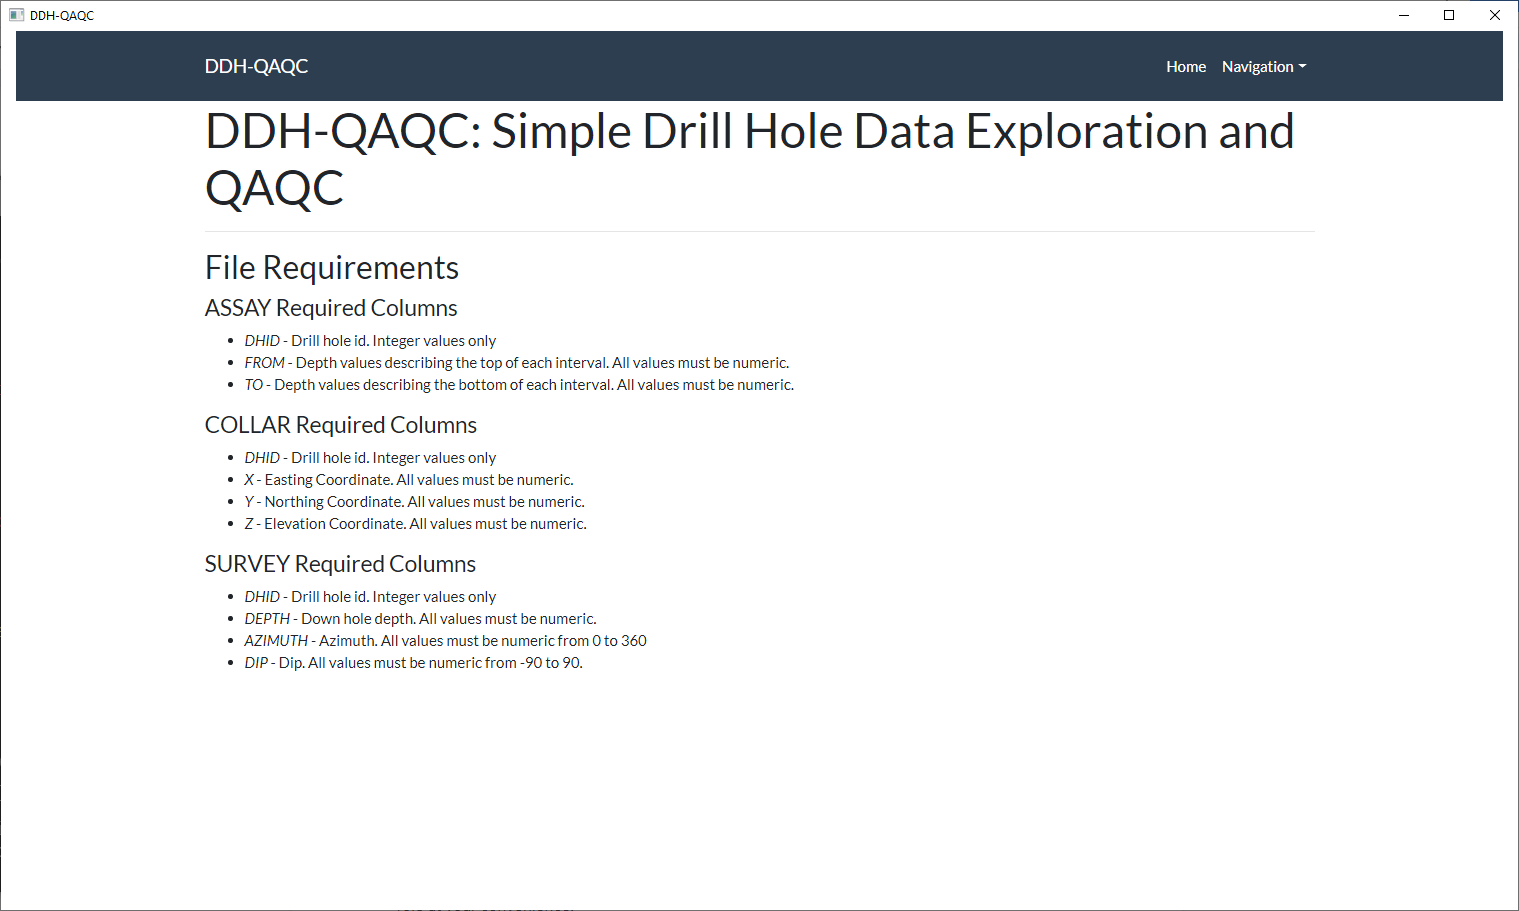 DDH-QAQC
DDH-QAQC
Home
Navigation
DDH-QAQC: Simple Drill Hole Data Exploration and
QAQC
File Requirements
ASSAY Required Columns
DHID - Drill hole id. Integer values only
FROM - Depth values describing the top of each interval. All values must be numeric.
TO - Depth values describing the bottom of each interval. All values must be numeric.
COLLAR Required Columns
DHID - Drill hole id. Integer values only
X - Easting Coordinate. All values must be numeric.
Y - Northing Coordinate. All values must be numeric.
Z - Elevation Coordinate. All values must be numeric.
SURVEY Required Columns
DHID - Drill hole id. Integer values only
DEPTH - Down hole depth. All values must be numeric.
AZIMUTH - Azimuth. All values must be numeric from 0 to 360
DIP - Dip. All values must be numeric from -90 to 90.